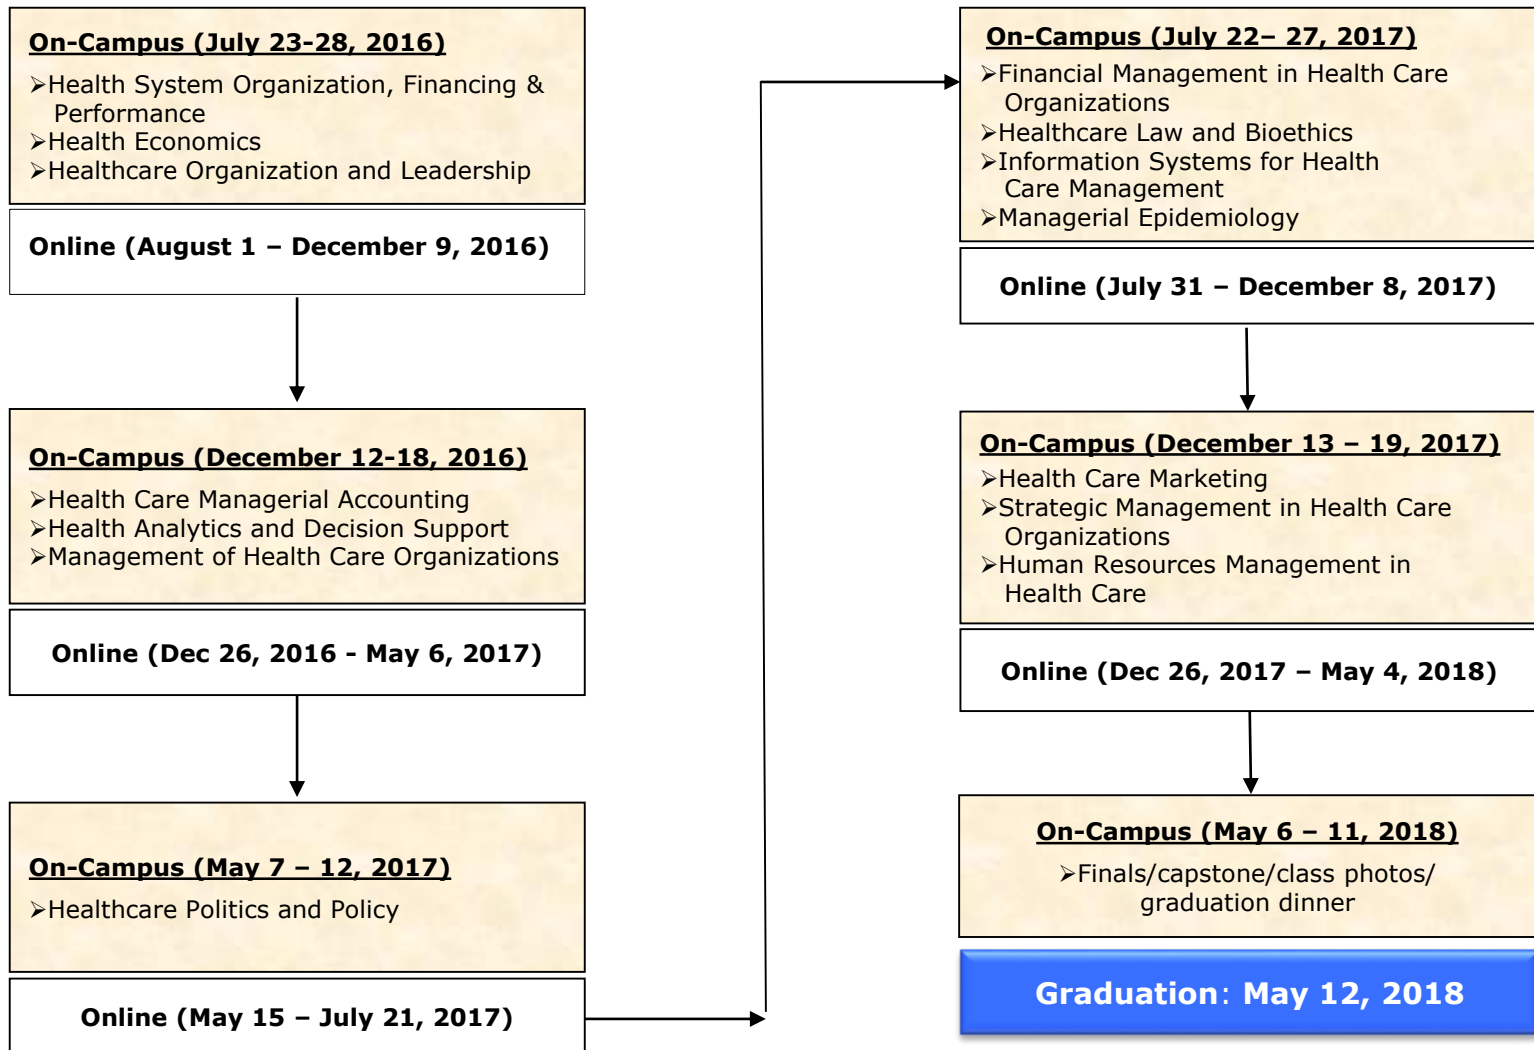 On-Campus (July 23-28, 2016)
➢Health System Organization, Financing &
Performance
➢Health Economics
➢Healthcare Organization and Leadership
Online (August 1 – December 9, 2016)
On-Campus (December 12-18, 2016)
➢Health Care Managerial Accounting
➢Health Analytics and Decision Support
➢Management of Health Care Organizations
Online (Dec 26, 2016 - May 6, 2017)
On-Campus (May 7 – 12, 2017)
➢Healthcare Politics and Policy
Online (May 15 – July 21, 2017)
On-Campus (July 22– 27, 2017)
➢Financial Management in Health Care
Organizations
➢Healthcare Law and Bioethics
➢Information Systems for Health
Care Management
➢Managerial Epidemiology
Online (July 31 – December 8, 2017)
On-Campus (December 13 – 19, 2017)
➢Health Care Marketing
➢Strategic Management in Health Care
Organizations
➢Human Resources Management in
Health Care
Online (Dec 26, 2017 – May 4, 2018)
On-Campus (May 6 – 11, 2018)
➢Finals/capstone/class photos/
graduation dinner
Graduation: May 12, 2018